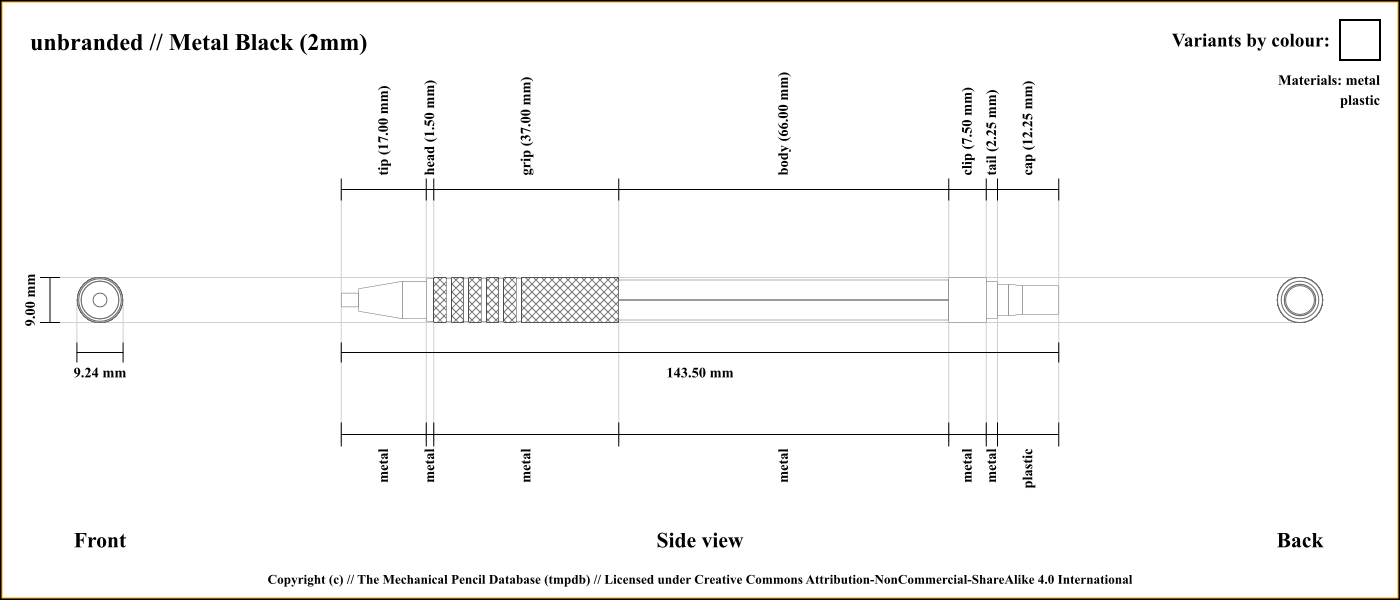 unbranded // Metal Black (2mm)
Variants by colour:
Materials: metal
plastic
tip (17.00 mm)
head (1.50 mm)
grip (37.00 mm)
body (66.00 mm)
clip (7.50 mm)
tail (2.25 mm)
cap (12.25 mm)
9.00 mm
9.24 mm
143.50 mm
metal
metal
metal
metal
metal
metal
plastic
Front
Side view
Back
Copyright (c) // The Mechanical Pencil Database (tmpdb) // Licensed under Creative Commons Attribution-NonCommercial-ShareAlike 4.0 International